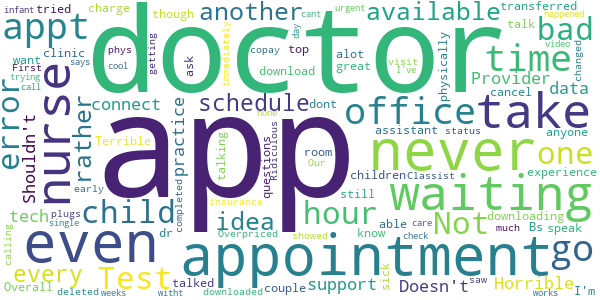 infant tried charge another available transferred cant urgent happened
though phys day talk
appt doctor bad
clinic getting copay top alot video
says want cool ask immediately download great visit I've physically time changed
error First trying call nurse connect schedule office Provider cancel data take
Shouldn't rather practice app dont assistant status anyone
Terrible talking none room questions Ridiculous never one
Our children Classist experience
early completed still waiting
tech plugs single child idea hour able care Not downloading
dr insurance know check much Bs speak
calling Overpriced showed
even appointment go
Overall every Test talked support sick Doesn't saw Horrible
deleted weeks witht downloaded couple works I'm